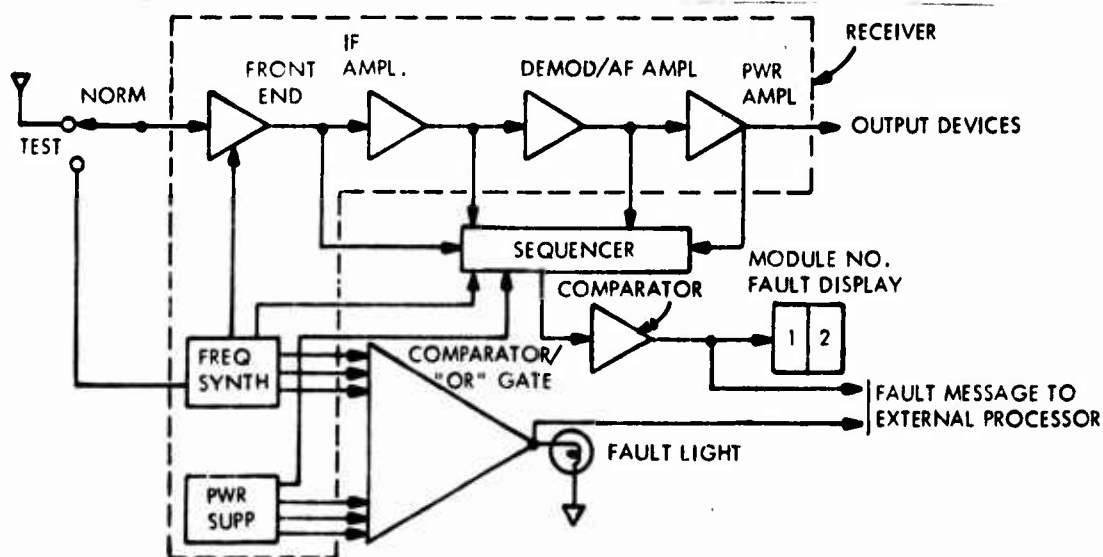 RECEIVER
IF
AMPL.
FRONT
END
DEMOD/AF AMPL
PWR
AMPL
NORM
TEST
OUTPUT DEVICES
SEQUENCER
MODULE NO.
FAULT DISPLAY
COMPARATOR
1 2
FREQ
SYNTH
COMPARATOR/
"OR" GATE
FAULT MESSAGE TO
EXTERNAL PROCESSOR
FAULT LIGHT
PWR
SUPP